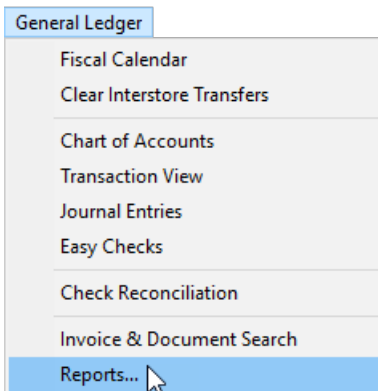 General Ledger
Fiscal Calendar
Clear Interstore Transfers
Chart of Accounts
Transaction View
Journal Entries
Easy Checks
Check Reconciliation
Invoice & Document Search
Reports...